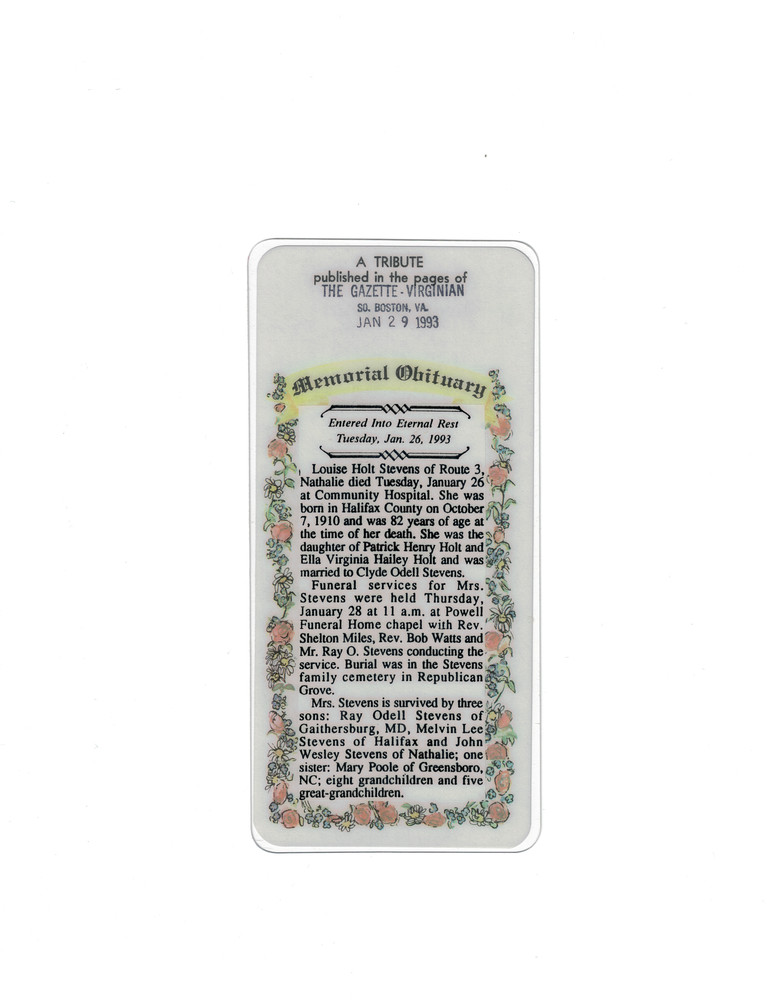 A TRIBUTE
published in the pages of
THE GAZETTE-VIRGINIAN
SO. BOSTON, VA.
JAN 29 1993
Memorial Obituary
Entered Into Eternal Rest
Tuesday, Jan. 26, 1993
Louise Holt Stevens of Route 3,
Nathalie died Tuesday, January 26
at Community Hospital. She was
born in Halifax County on October
7, 1910 and was 82 years of age at
the time of her death. She was the
daughter of Patrick Henry Holt and
Ella Virginia Hailey Holt and was
married to Clyde Odell Stevens.
Funeral services for Mrs.
Stevens were held Thursday,
January 28 at 11 a.m. at Powell
Funeral Home chapel with Rev.
Shelton Miles, Rev. Bob Watts and
Mr. Ray O. Stevens conducting the
service. Burial was in the Stevens
family cemetery in Republican
Grove.
Mrs. Stevens is survived by three
sons: Ray Odell Stevens of
Gaithersburg, MD, Melvin Lee
Stevens of Halifax and John
Wesley Stevens of Nathalie; one
sister: Mary Poole of Greensboro,
NC; eight grandchildren and five
great-grandchildren.